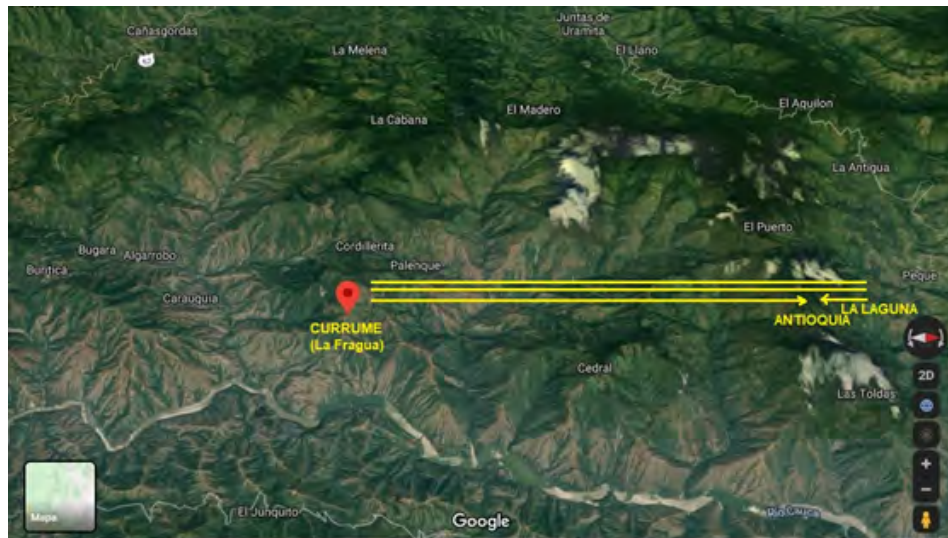 Cañasgordas
Juntas de
Uramita
La Melena
El Llano
62
El Madero
El Aquilon
La Cabana
La Antigua
El Puerto
Cordillerita
Bugara
Algarrobo
Palenque
Buritica
Peque
Carauquia
LA LAGUNA
ANTIOQUIA
CURRUME
(La Fragua)
Cedral
2D
Las Toldas
Mapa
El Junquito
Google
Rio Cauca